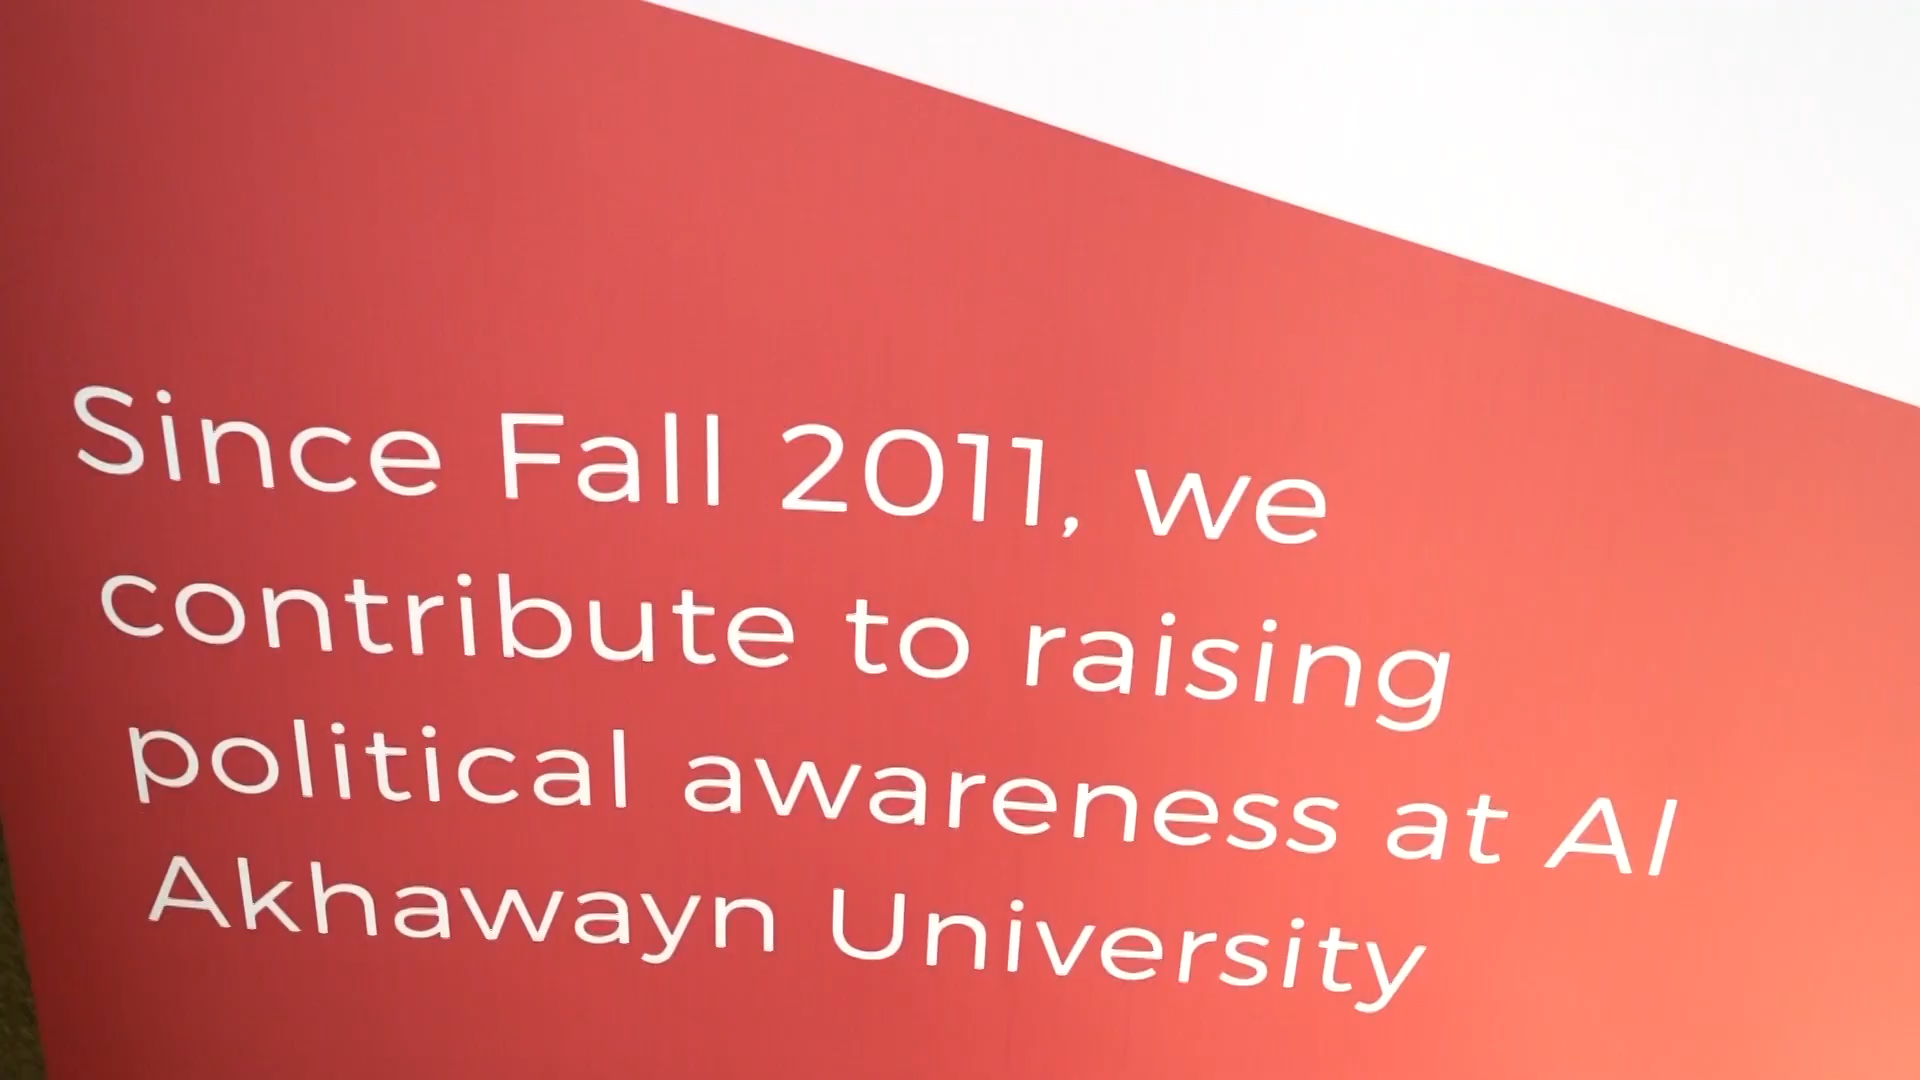 Since Fall 2011, we
contribute to raising
political awareness at Al
Akhawayn University